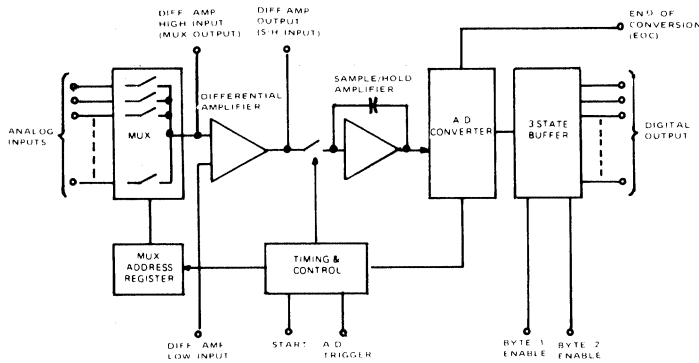 DIFF AMP
HIGH INPUT
(MUX OUTPUT)
DIFF AMP
OUTPUT
(S/H INPUT)
END OF
CONVERSION
(EOC)
DIFFERENTIAL
AMPLIFIER
SAMPLE/HOLD
AMPLIFIER
ANALOG
INPUTS
MUX
A D
CONVERTER
3 STATE
BUFFER
DIGITAL
OUTPUT
MUX
ADDRESS
REGISTER
TIMING &
CONTROL
DIFF AMP
LOW INPUT
START
A D
TRIGGER
BYTE 1
ENABLE
BYTE 2
ENABLE